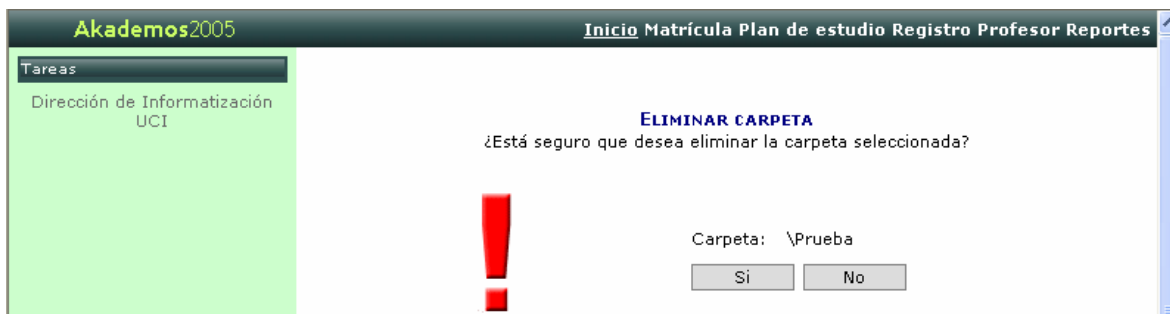 Akademos2005
Inicio Matrícula Plan de estudio Registro Profesor Reportes
Tareas
Dirección de Informatización
UCI
ELIMINAR CARPETA
¿Está seguro que desea eliminar la carpeta seleccionada?
Carpeta: \Prueba
Si No